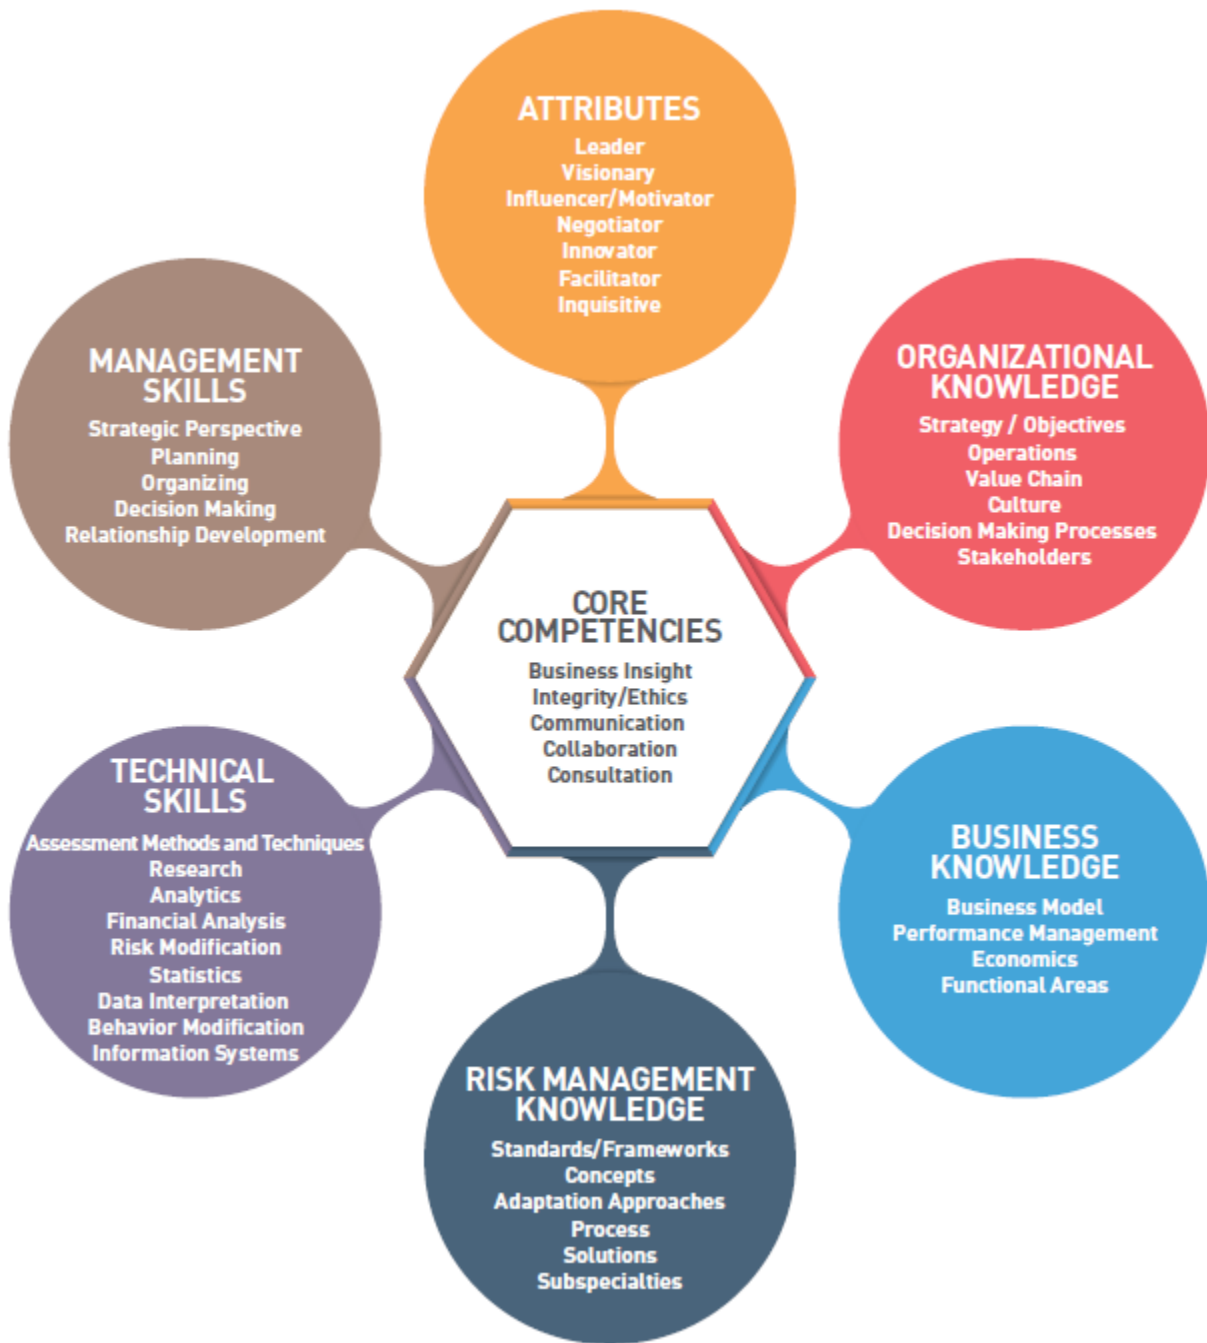 ATTRIBUTES
Leader
Visionary
Influencer/Motivator
Negotiator
Innovator
Facilitator
Inquisitive
ORGANIZATIONAL
KNOWLEDGE
Strategy / Objectives
Operations
Value Chain
Culture
Decision Making Processes
Stakeholders
BUSINESS
KNOWLEDGE
Business Model
Performance Management
Economics
Functional Areas
RISK MANAGEMENT
KNOWLEDGE
Standards/Frameworks
Concepts
Adaptation Approaches
Process
Solutions
Subspecialties
TECHNICAL
SKILLS
Assessment Methods and Techniques
Research
Analytics
Financial Analysis
Risk Modification
Statistics
Data Interpretation
Behavior Modification
Information Systems
MANAGEMENT
SKILLS
Strategic Perspective
Planning
Organizing
Decision Making
Relationship Development
CORE
COMPETENCIES
Business Insight
Integrity/Ethics
Communication
Collaboration
Consultation